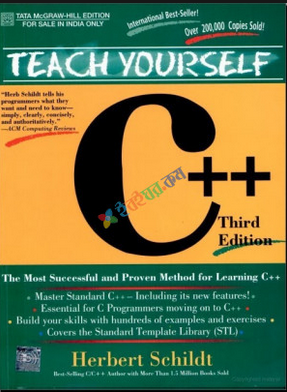 TATA McGRAW-HILL EDITION
FOR SALE IN INDIA ONLY
International Best-Seller!
Over 200,000 Copies Sold!
TEACH YOURSELF
"Herb Schildt tells his
programmers what they
want and need to know—
simply, clearly, concisely,
and authoritatively."
—ACM Computing Reviews
C++
ইবইঘর.কম
Third
Edition
The Most Successful and Proven Method for Learning C++
Master Standard C++ – Including its new features!
Essential for C Programmers moving on to C++
Build your skills with hundreds of examples and exercises
Covers the Standard Template Library (STL)
Herbert Schildt
Best-Selling C/C++ Author with More Than 1.5 Million Books Sold